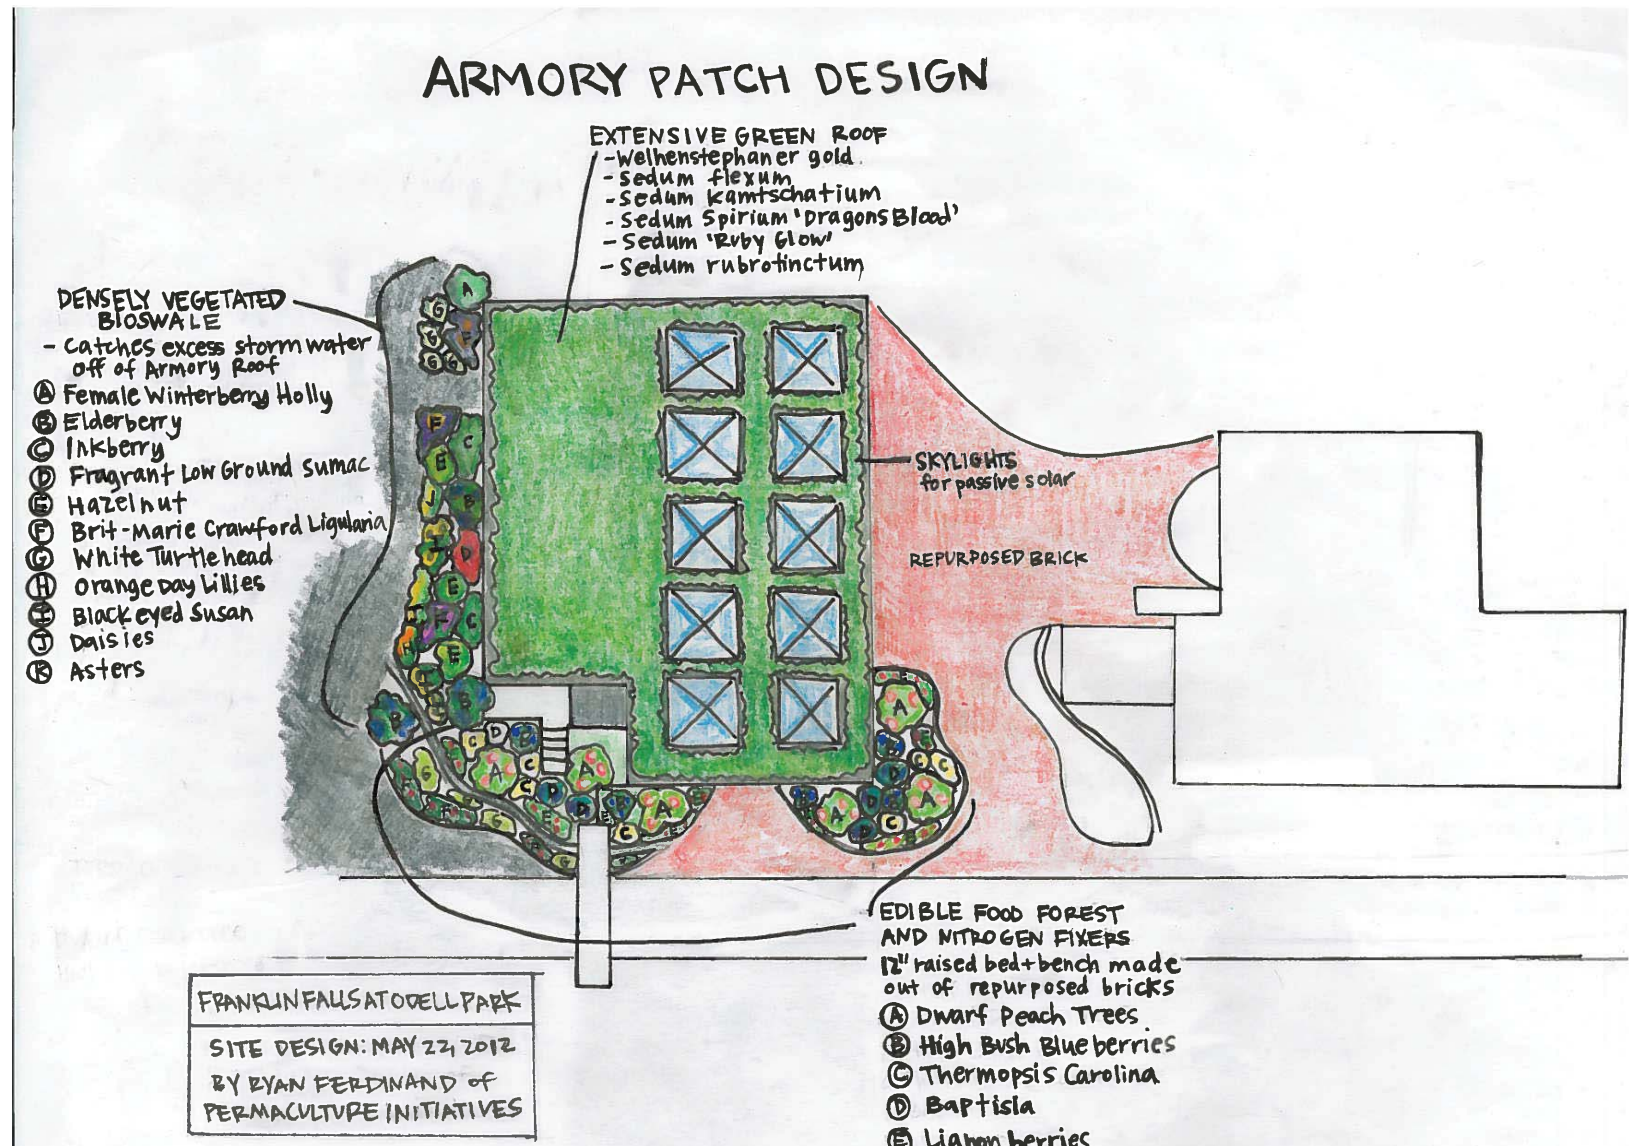 ARMORY PATCH DESIGN
EXTENSIVE GREEN ROOF
- Welhenstephaner gold
- Sedum flexum
- Sedum kamtschatium
- Sedum Spirium 'Dragons Blood'
- Sedum 'Ruby Glow'
- Sedum rubrotinctum
DENSELY VEGETATED
BIOSWALE
- Catches excess storm water
off of Armory Roof
A Female Winterberry Holly
B Elderberry
C Inkberry
D Fragrant Low Ground Sumac
E Hazelnut
F Brit-Marie Crawford Ligularia
G White Turtlehead
H Orange Day Lillies
I Black eyed Susan
J Daisies
K Asters
SKYLIGHTS
for passive solar
REPURPOSED BRICK
EDIBLE FOOD FOREST
AND NITROGEN FIXERS
12" raised bed + bench made
out of repurposed bricks
A Dwarf Peach Trees
B High Bush Blueberries
C Thermopsis Carolina
D Baptisia
E Lignon berries
FRANKLIN FALLS AT ODELL PARK
SITE DESIGN: MAY 22, 2012
BY RYAN FERDINAND of
PERMACULTURE INITIATIVES